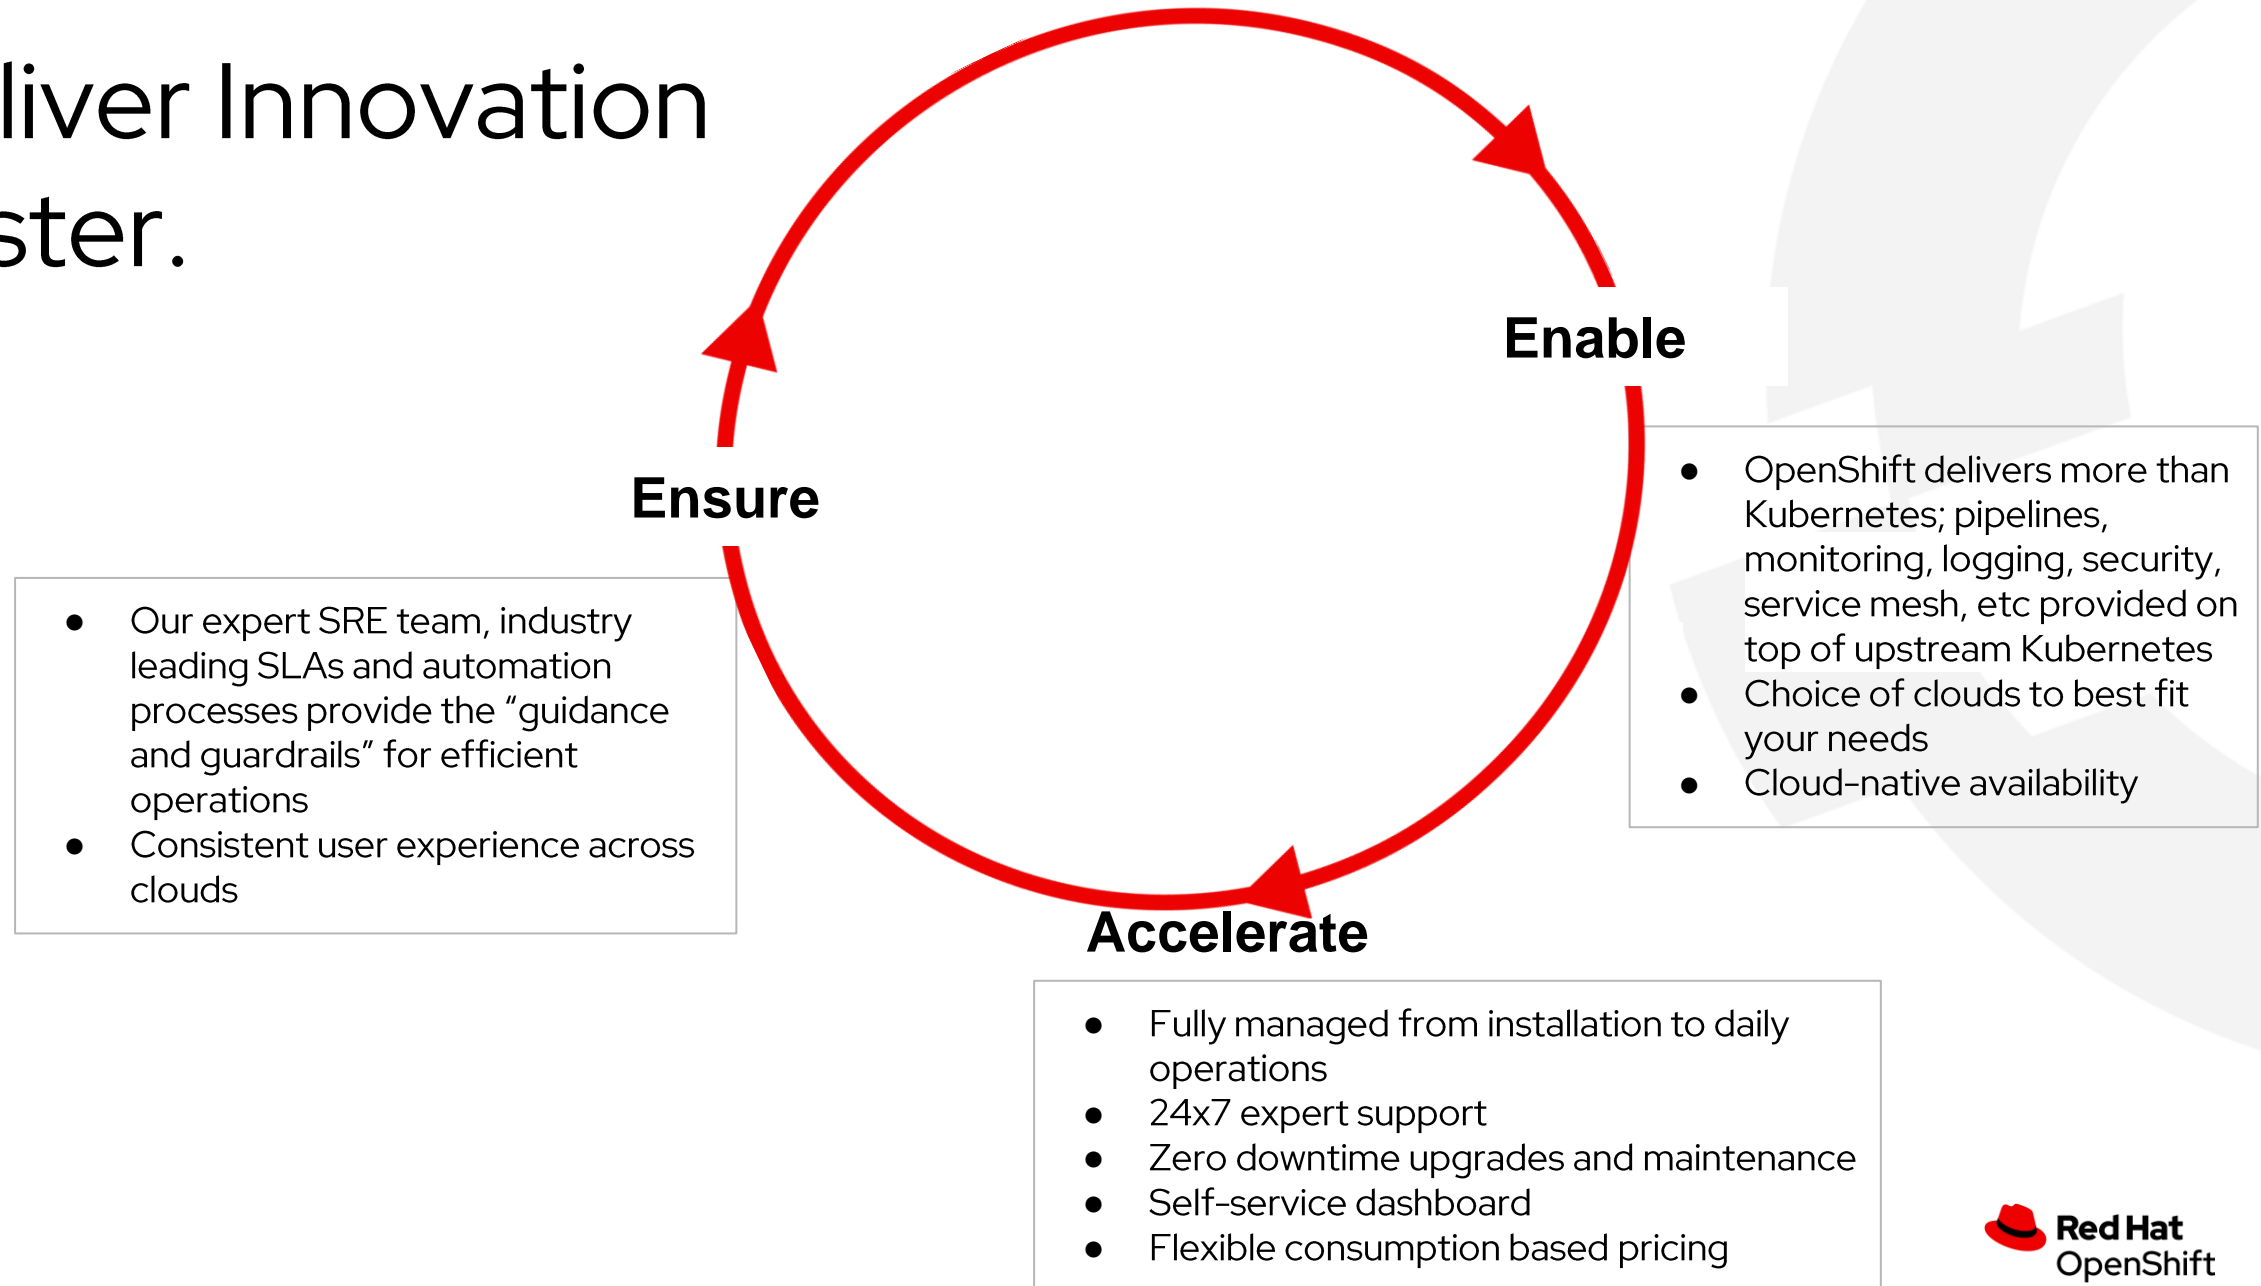 liver Innovation
ster.
Enable
● OpenShift delivers more than
Kubernetes; pipelines,
monitoring, logging, security,
service mesh, etc provided on
top of upstream Kubernetes
● Choice of clouds to best fit
your needs
● Cloud-native availability
Ensure
● Our expert SRE team, industry
leading SLAs and automation
processes provide the “guidance
and guardrails” for efficient
operations
● Consistent user experience across
clouds
Accelerate
● Fully managed from installation to daily
operations
● 24x7 expert support
● Zero downtime upgrades and maintenance
● Self-service dashboard
● Flexible consumption based pricing
Red Hat
OpenShift